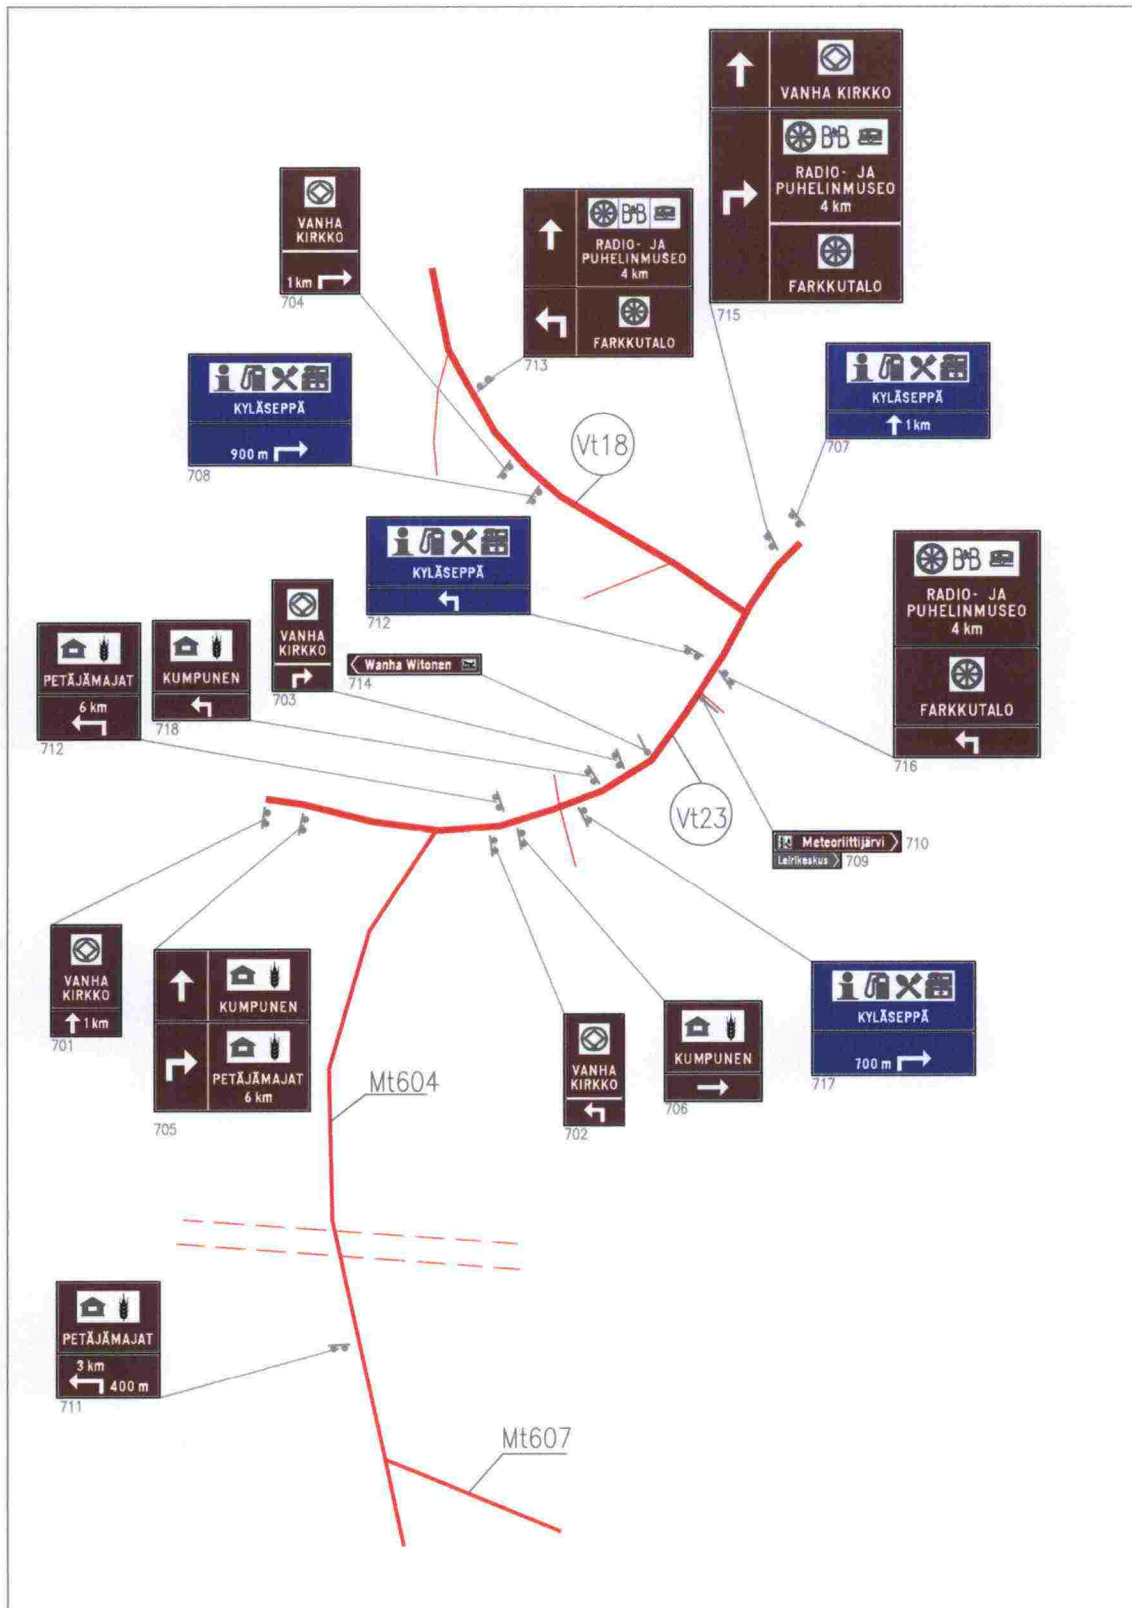 VANHA KIRKKO
B&B
RADIO- JA
PUHELINMUSEO
4 km
FARKKUTALO
715
VANHA
KIRKKO
1 km
704
B&B
RADIO- JA
PUHELINMUSEO
4 km
FARKKUTALO
713
KYLÄSEPPÄ
900 m
708
Vt18
KYLÄSEPPÄ
1 km
707
KYLÄSEPPÄ
712
B&B
RADIO- JA
PUHELINMUSEO
4 km
FARKKUTALO
716
VANHA
KIRKKO
703
Wanha Witonen
714
PETÄJÄMAJAT
6 km
712
KUMPUNEN
718
Vt23
Meteoriittijärvi
710
Leirikeskus
709
VANHA
KIRKKO
1 km
701
KUMPUNEN
PETÄJÄMAJAT
6 km
705
VANHA
KIRKKO
702
KUMPUNEN
706
KYLÄSEPPÄ
700 m
717
Mt604
PETÄJÄMAJAT
3 km
400 m
711
Mt607